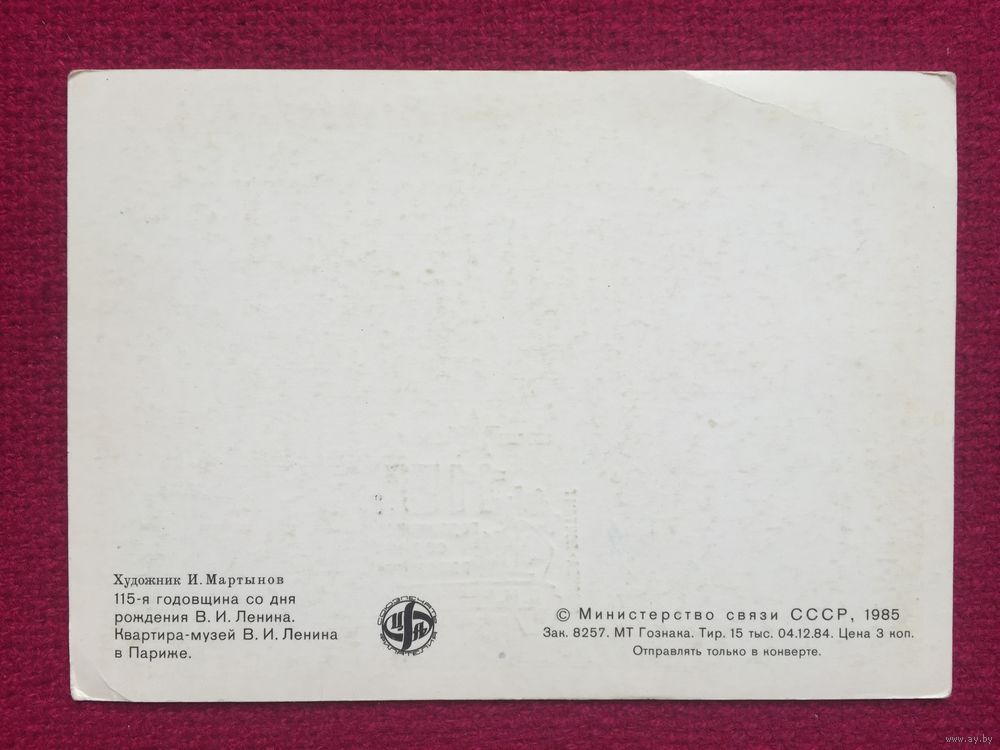 Художник И. Мартынов
115-я годовщина со дня
рождения В. И. Ленина.
Квартира-музей В. И. Ленина
в Париже.
© Министерство связи СССР, 1985
Зак. 8257. МТ Гознака. Тир. 15 тыс. 04.12.84. Цена 3 коп.
Отправлять только в конверте.
www.ay.by